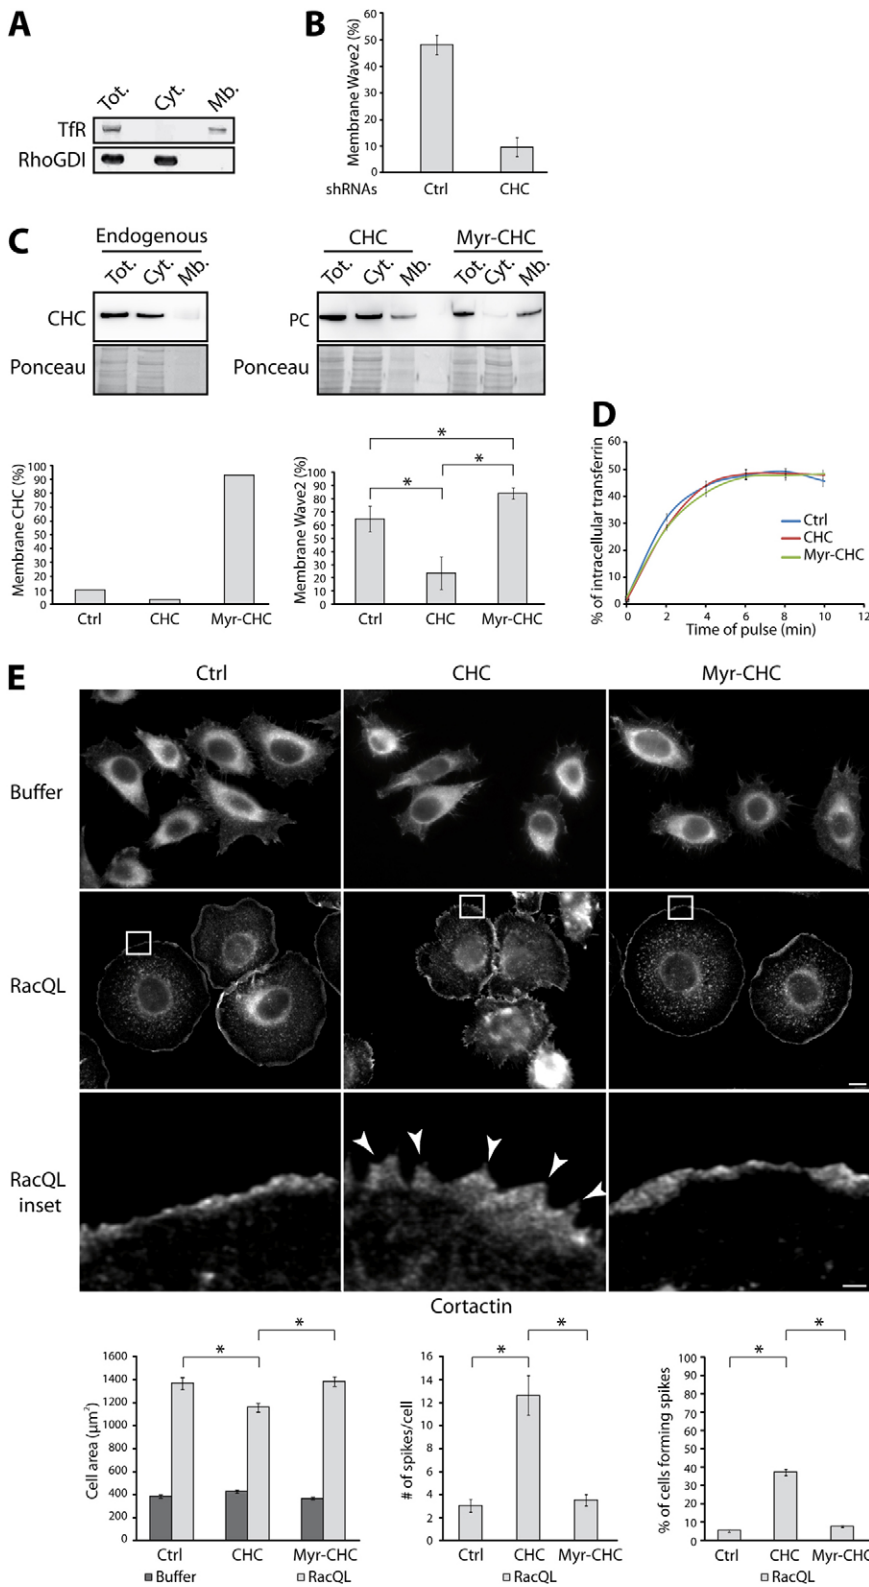 A
Tot. Cyt. Mb.
TfR
RhoGDI
B
Membrane Wave2 (%)
60
50
40
30
20
10
0
shRNAs Ctrl CHC
C
Endogenous
Tot. Cyt. Mb.
CHC
Ponceau
CHC Myr-CHC
Tot. Cyt. Mb. Tot. Cyt. Mb.
PC
Ponceau
Membrane CHC (%)
100
90
80
70
60
50
40
30
20
10
0
Ctrl CHC Myr-CHC
Membrane Wave2 (%)
100
90
80
70
60
50
40
30
20
10
0
* * *
Ctrl CHC Myr-CHC
D
% of intracellular transferrin
60
50
40
30
20
10
0
Ctrl
CHC
Myr-CHC
0 2 4 6 8 10 12
Time of pulse (min)
E
Ctrl CHC Myr-CHC
Buffer
RacQL
RacQL
inset
Cortactin
Cell area (µm²)
1600
1400
1200
1000
800
600
400
200
0
* *
Ctrl CHC Myr-CHC
Buffer RacQL
# of spikes/cell
16
14
12
10
8
6
4
2
0
* *
Ctrl CHC Myr-CHC
RacQL
% of cells forming spikes
100
90
80
70
60
50
40
30
20
10
0
* *
Ctrl CHC Myr-CHC
RacQL